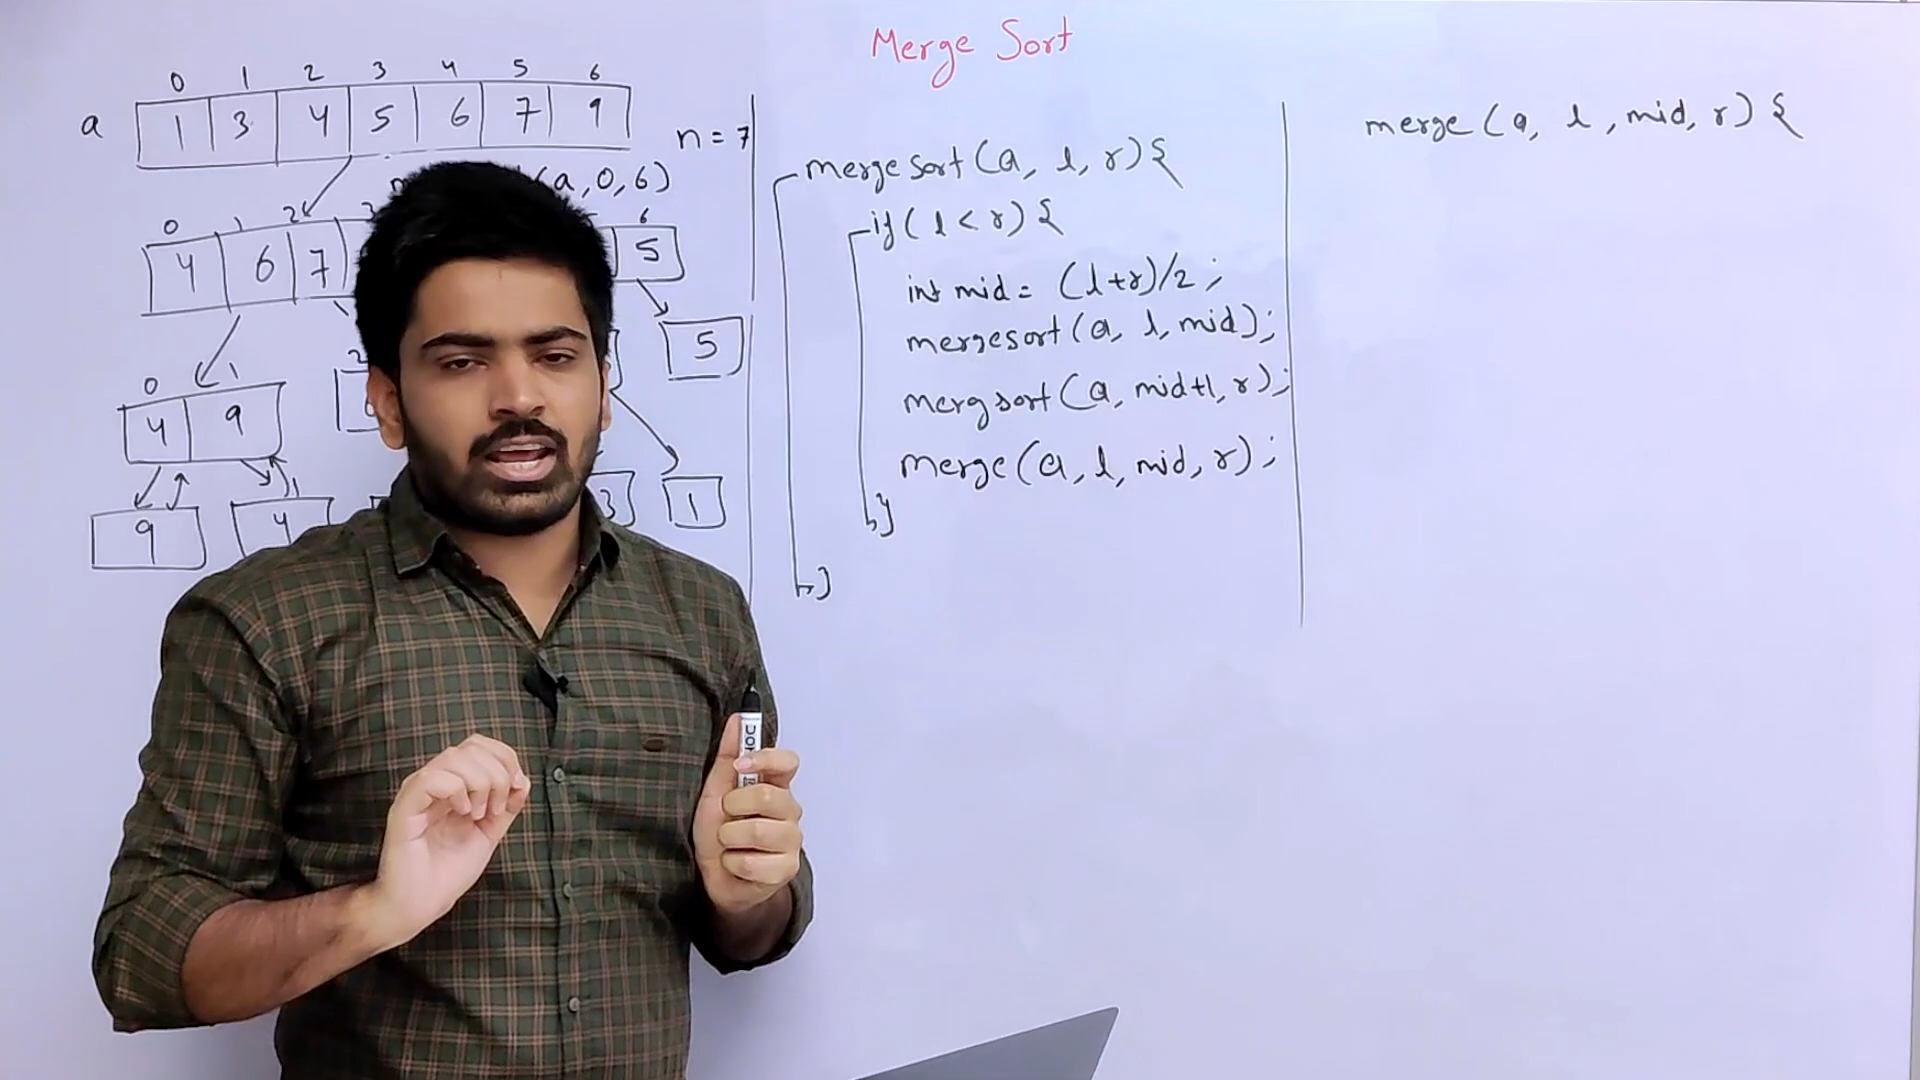 Merge Sort
0 1 2 3 4 5 6
a 1 3 4 5 6 7 9
n = 7
(a, 0, 6)
0 1 2 3 6
4 6 7 5
5
0 1
4 9
9 4 3 1
mergesort(a, l, r){
if( l < r) {
int mid = (l+r)/2 ;
mergesort(a, l, mid);
mergsort(a, mid+1, r);
merge(a, l, mid, r) ;
}
}
merge (a, l, mid, r) {